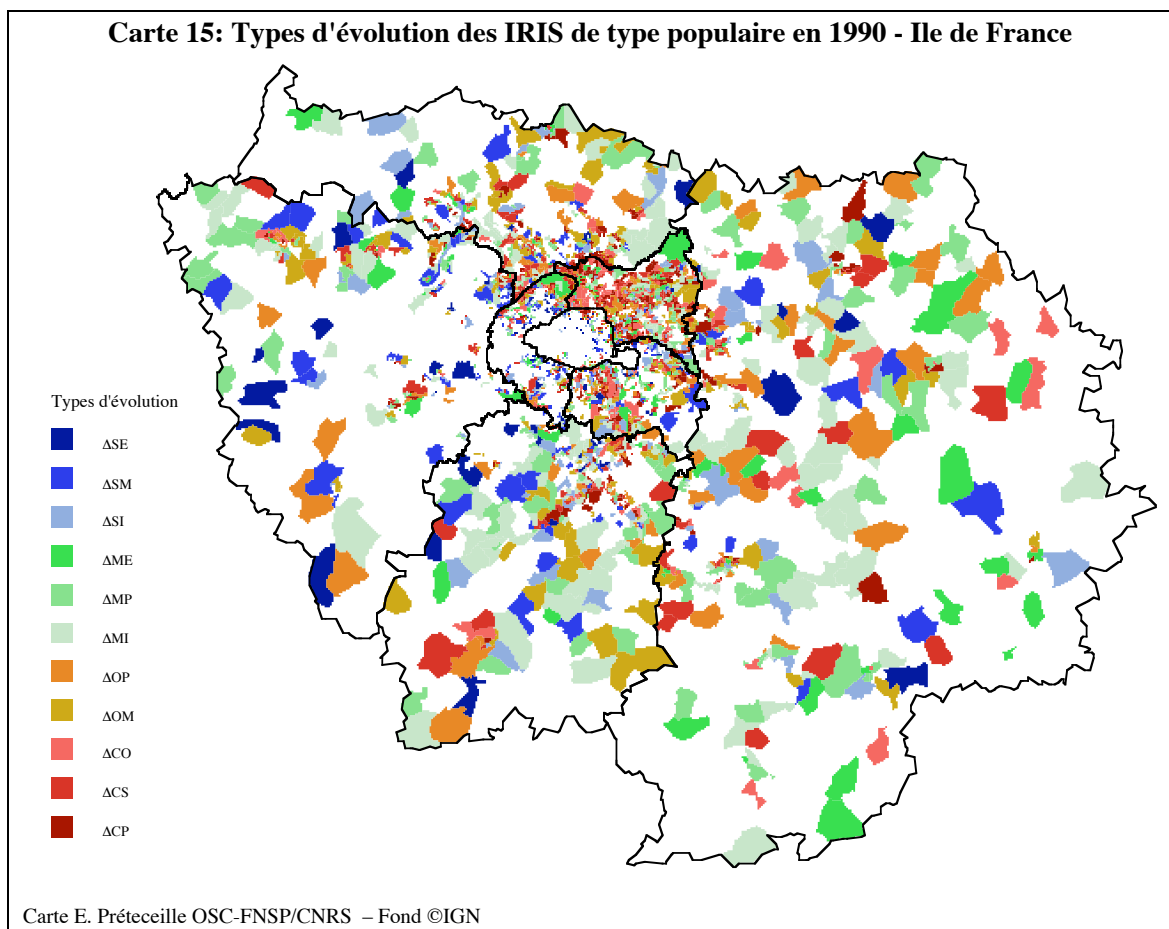 Carte 15: Types d'évolution des IRIS de type populaire en 1990 - Ile de France
Types d'évolution
ΔSE
ΔSM
ΔSI
ΔME
ΔMP
ΔMI
ΔOP
ΔOM
ΔCO
ΔCS
ΔCP
Carte E. Préteceille OSC-FNSP/CNRS – Fond ©IGN